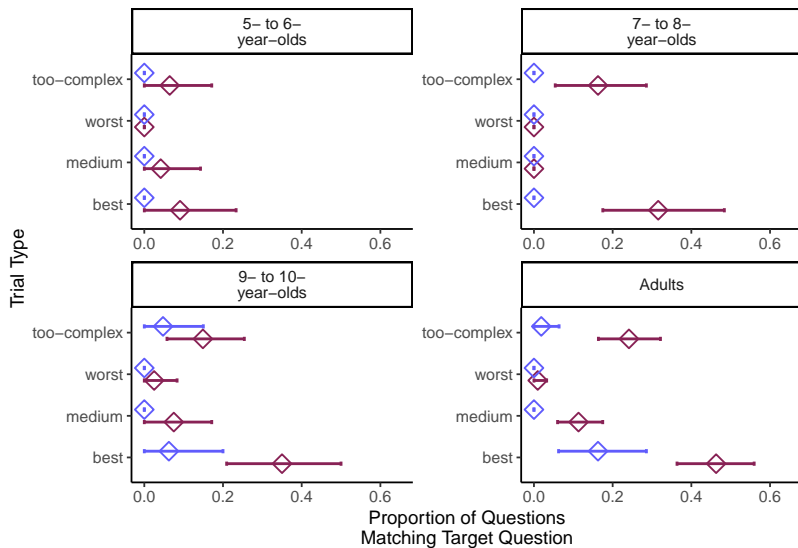 5− to 6−
year−olds
7− to 8−
year−olds
too−complex
worst
medium
best
0.0 0.2 0.4 0.6
too−complex
worst
medium
best
0.0 0.2 0.4 0.6
Trial Type
9− to 10−
year−olds
Adults
too−complex
worst
medium
best
0.0 0.2 0.4 0.6
too−complex
worst
medium
best
0.0 0.2 0.4 0.6
Proportion of Questions
Matching Target Question